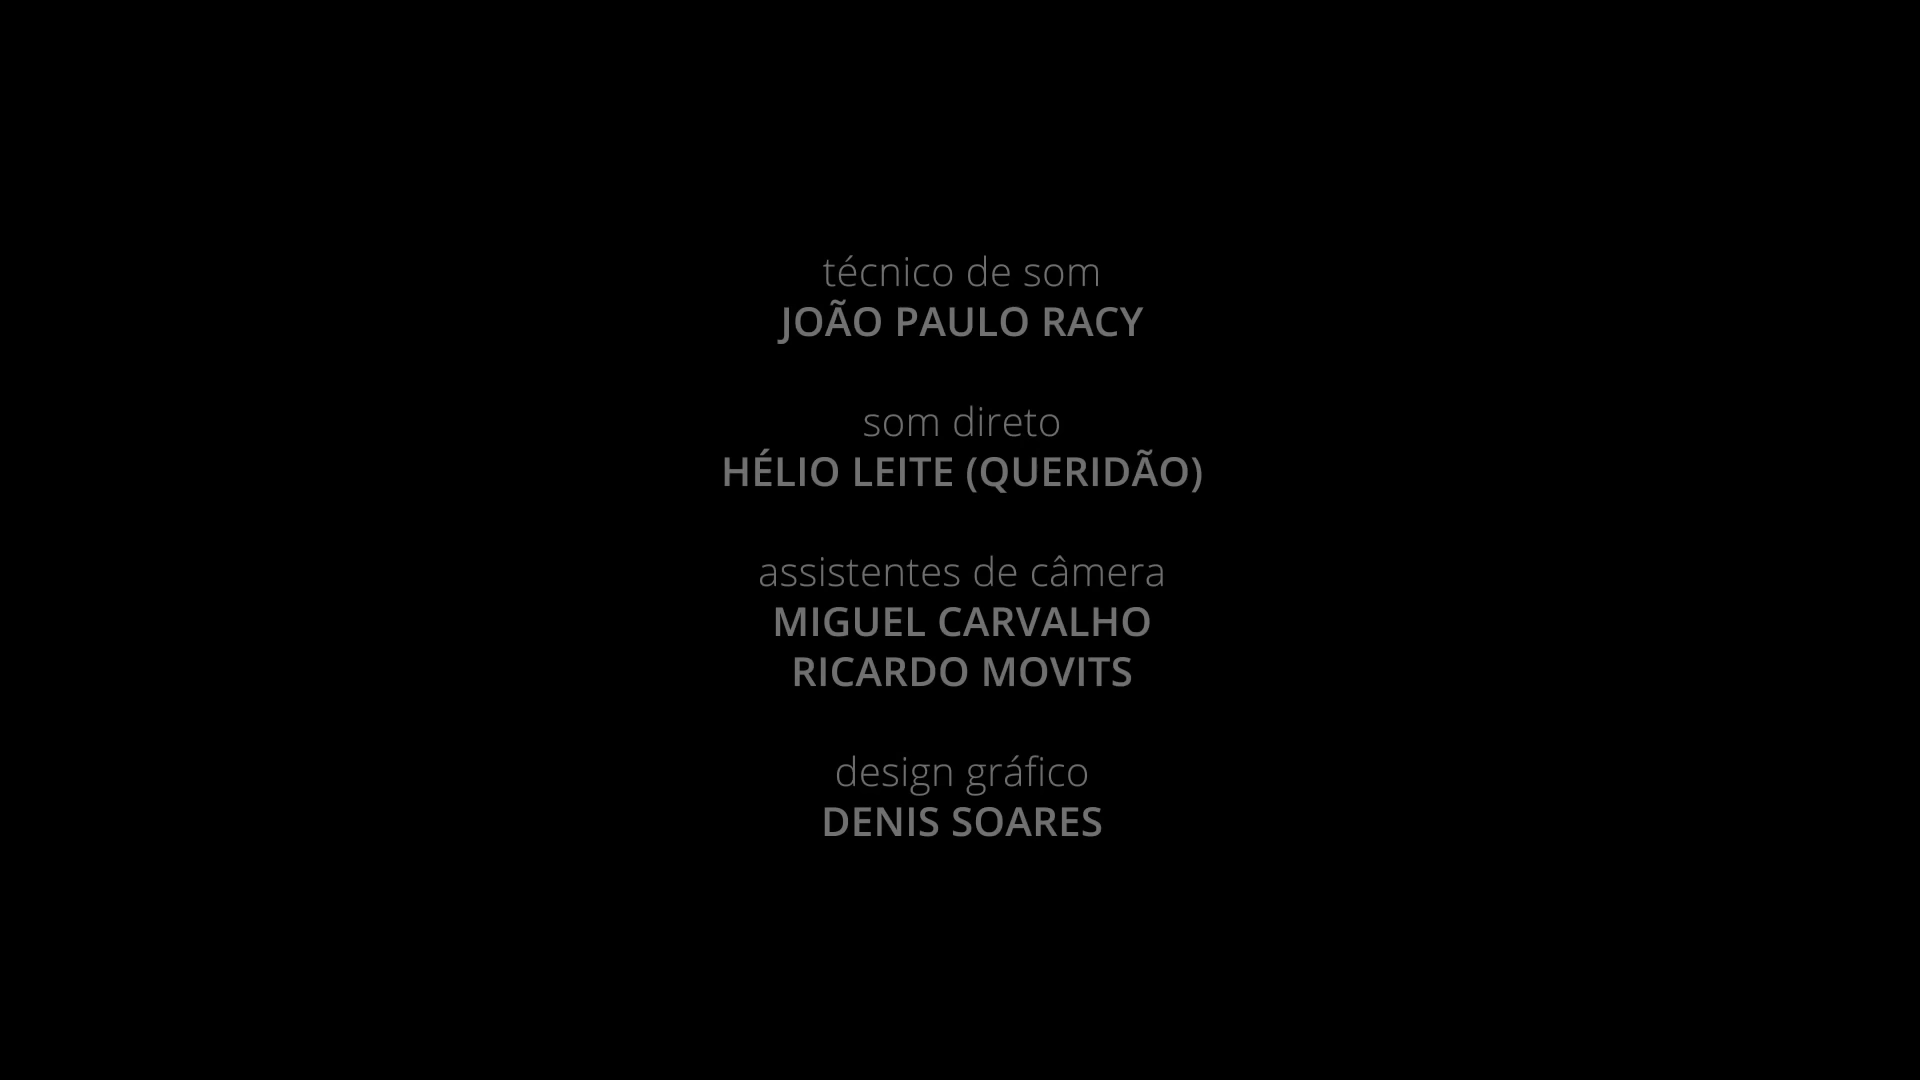 técnico de som
JOÃO PAULO RACY
som direto
HÉLIO LEITE (QUERIDÃO)
assistentes de câmera
MIGUEL CARVALHO
RICARDO MOVITS
design gráfico
DENIS SOARES